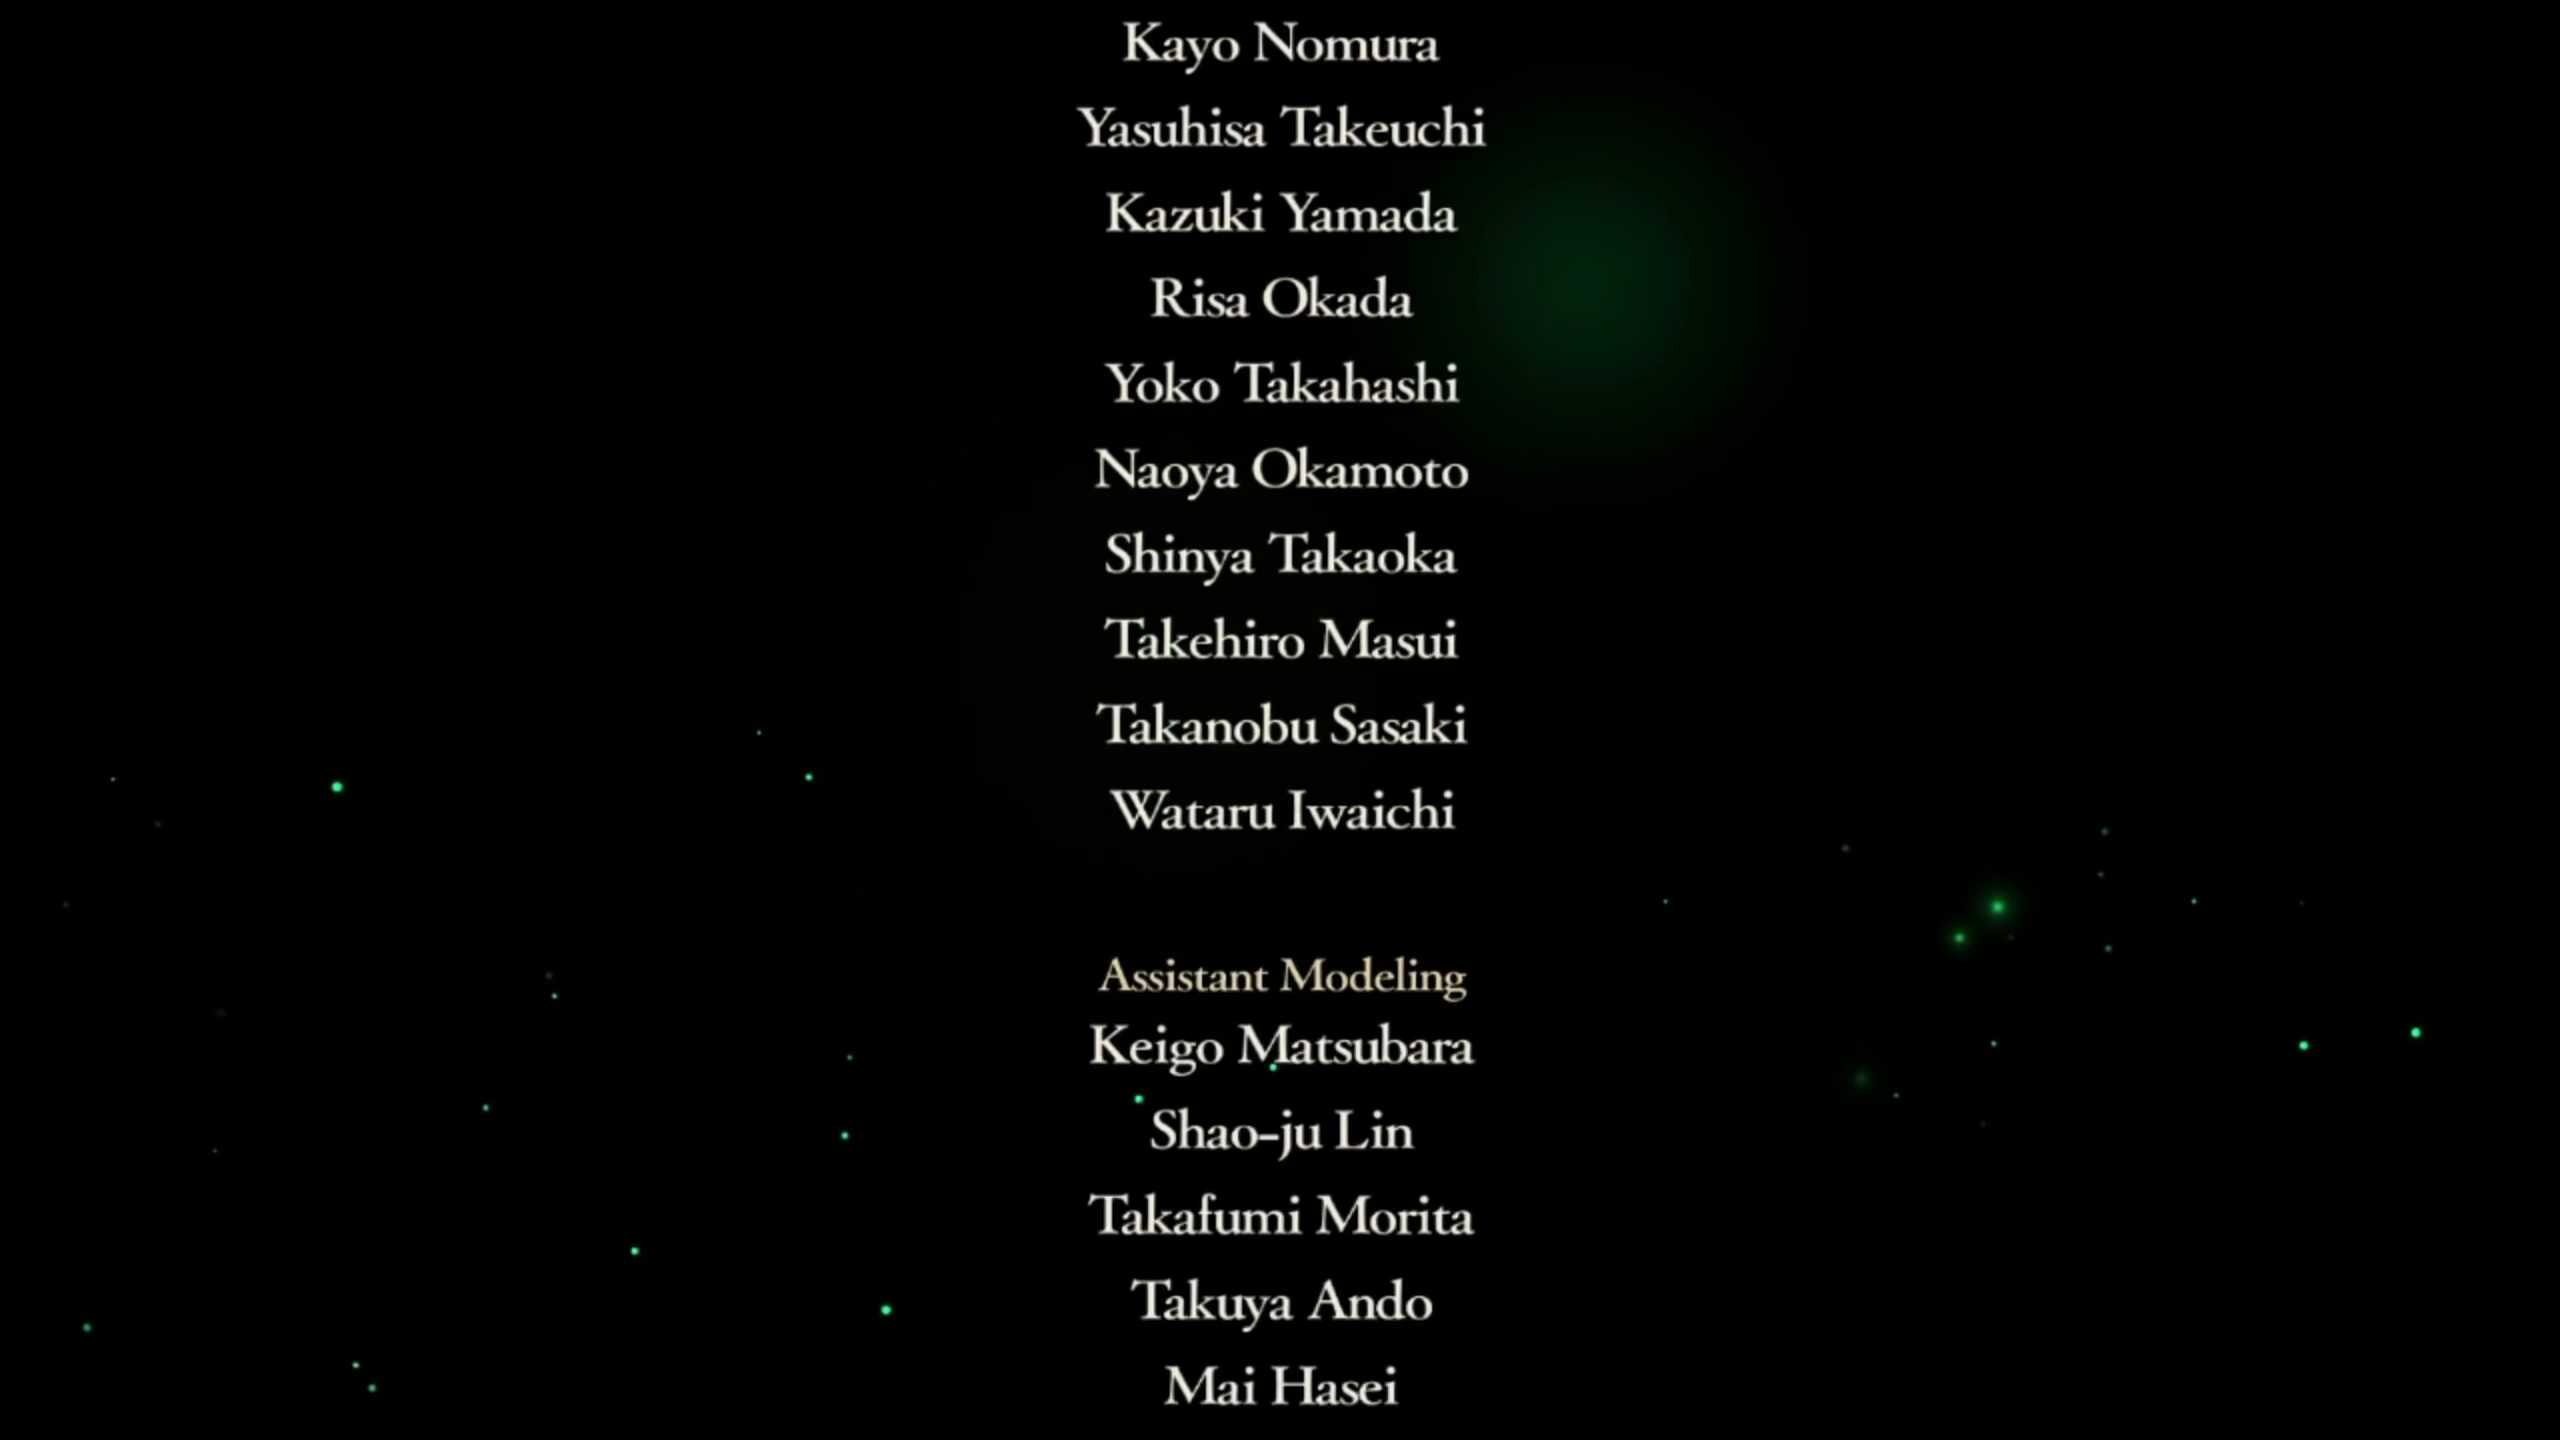 Kayo Nomura
Yasuhisa Takeuchi
Kazuki Yamada
Risa Okada
Yoko Takahashi
Naoya Okamoto
Shinya Takaoka
Takehiro Masui
Takanobu Sasaki
Wataru Iwaichi
Assistant Modeling
Keigo Matsubara
Shao-ju Lin
Takafumi Morita
Takuya Ando
Mai Hasei